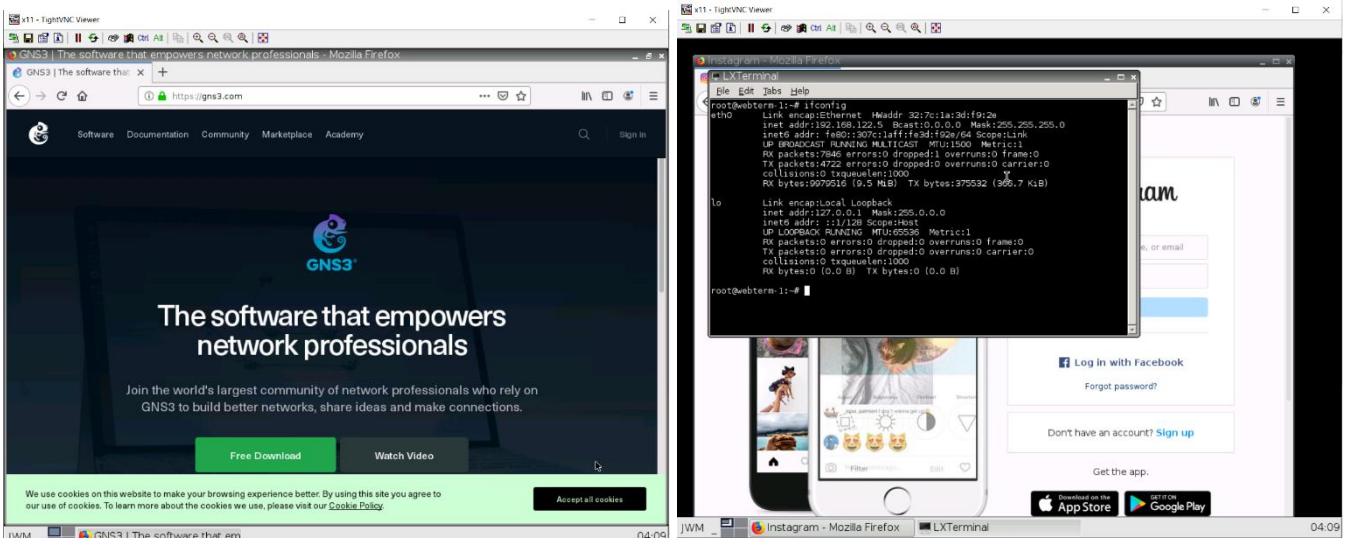 x11 - TightVNC Viewer
Ctrl Alt
GNS3 | The software that empowers network professionals - Mozilla Firefox
GNS3 | The software that
https://gns3.com
Software Documentation Community Marketplace Academy
Sign in
GNS3
The software that empowers
network professionals
Join the world's largest community of network professionals who rely on
GNS3 to build better networks, share ideas and make connections.
Free Download Watch Video
We use cookies on this website to make your browsing experience better. By using this site you agree to
our use of cookies. To learn more about the cookies we use, please visit our Cookie Policy.
Accept all cookies
JWM GNS3 | The software that em 04:09
x11 - TightVNC Viewer
Ctrl Alt
Instagram - Mozilla Firefox
LXTerminal
File Edit Tabs Help
root@webterm-1:~# ifconfig
eth0 Link encap:Ethernet HWaddr 32:7c:1a:3d:f9:2e
inet addr:192.168.122.5 Bcast:0.0.0.0 Mask:255.255.255.0
inet6 addr: fe80::307c:1aff:fe3d:f92e/64 Scope:Link
UP BROADCAST RUNNING MULTICAST MTU:1500 Metric:1
RX packets:7846 errors:0 dropped:1 overruns:0 frame:0
TX packets:4722 errors:0 dropped:0 overruns:0 carrier:0
collisions:0 txqueuelen:1000
RX bytes:9979516 (9.5 MiB) TX bytes:375532 (366.7 KiB)
lo Link encap:Local Loopback
inet addr:127.0.0.1 Mask:255.0.0.0
inet6 addr: ::1/128 Scope:Host
UP LOOPBACK RUNNING MTU:65536 Metric:1
RX packets:0 errors:0 dropped:0 overruns:0 frame:0
TX packets:0 errors:0 dropped:0 overruns:0 carrier:0
collisions:0 txqueuelen:1000
RX bytes:0 (0.0 B) TX bytes:0 (0.0 B)
root@webterm-1:~#
am
e, or email
Log in with Facebook
Forgot password?
Don't have an account? Sign up
Filter Edit
Get the app.
Download on the
App Store
GET IT ON
Google Play
JWM Instagram - Mozilla Firefox LXTerminal 04:09